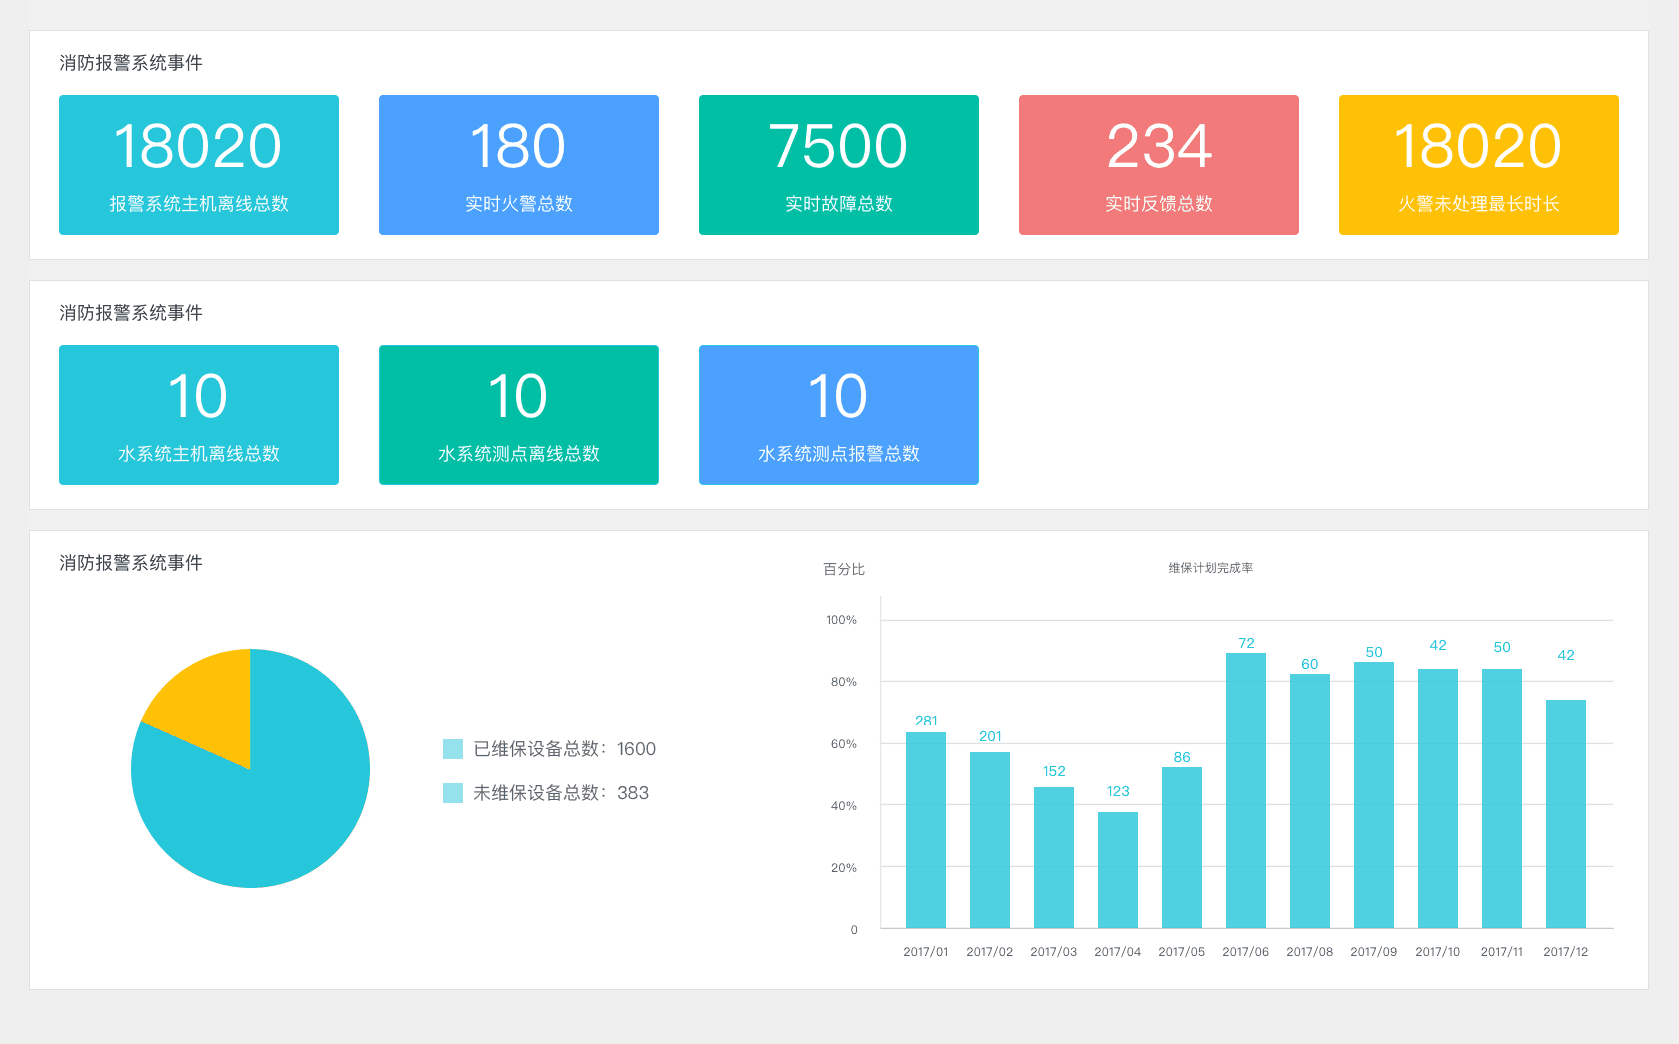 消防报警系统事件
18020
报警系统主机离线总数
180
实时火警总数
7500
实时故障总数
234
实时反馈总数
18020
火警未处理最长时长
消防报警系统事件
10
水系统主机离线总数
10
水系统测点离线总数
10
水系统测点报警总数
消防报警系统事件
已维保设备总数：1600
未维保设备总数：383
百分比
维保计划完成率
100%
80%
60%
40%
20%
0
281
201
152
123
86
72
60
50
42
50
42
2017/01
2017/02
2017/03
2017/04
2017/05
2017/06
2017/08
2017/09
2017/10
2017/11
2017/12